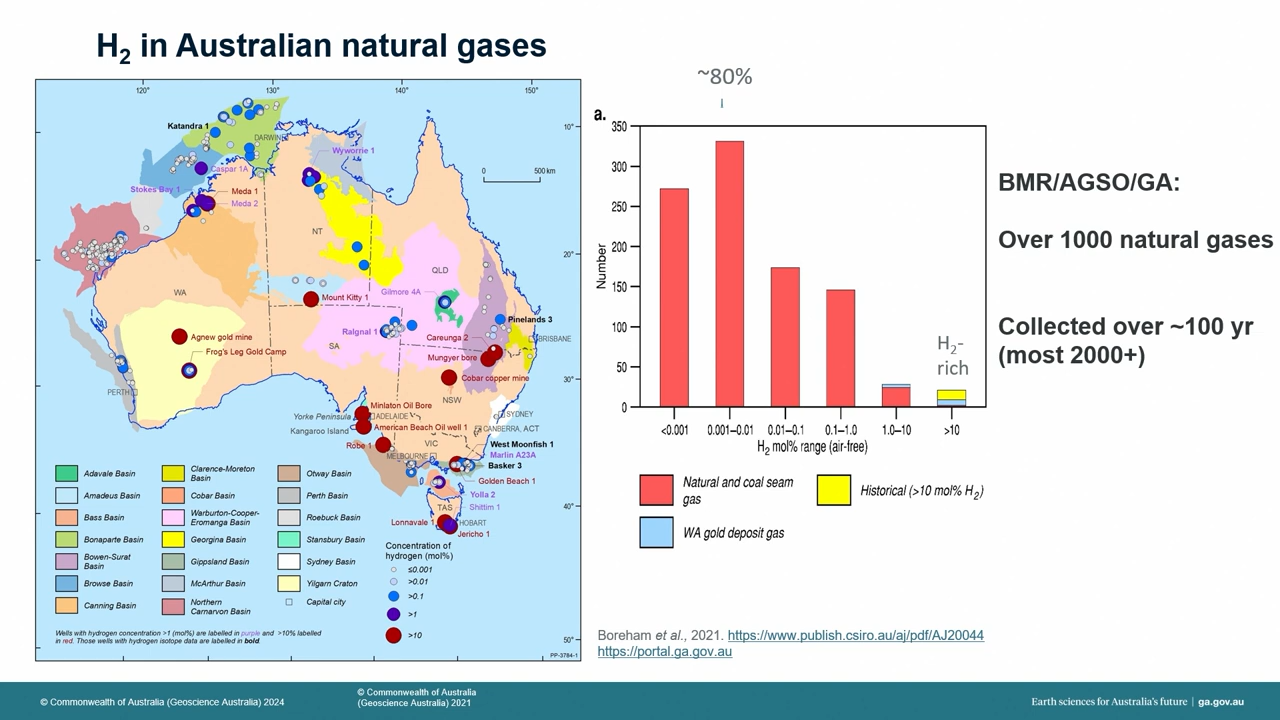 H2 in Australian natural gases
120°
130°
140°
150°
10°
20°
30°
40°
50°
0
500 km
Katandra 1
DARWIN
Wyworrie 1
Caspar 1A
Stokes Bay 1
Meda 1
Meda 2
NT
QLD
WA
Mount Kitty 1
Gilmore 4A
Ralgnal 1
Pinelands 3
Careunga 2
BRISBANE
Agnew gold mine
Frog's Leg Gold Camp
SA
Mungyer bore
Cobar copper mine
PERTH
NSW
Minlaton Oil Bore
Yorke Peninsula
ADELAIDE
SYDNEY
Kangaroo Island
American Beach Oil well 1
CANBERRA, ACT
Robe 1
VIC
West Moonfish 1
MELBOURNE
Marlin A23A
Basker 3
Golden Beach 1
Yolla 2
TAS
Shittim 1
Lonnavale 1
HOBART
Jericho 1
Adavale Basin
Amadeus Basin
Bass Basin
Bonaparte Basin
Bowen-Surat
Basin
Browse Basin
Canning Basin
Clarence-Moreton
Basin
Cobar Basin
Warburton-Cooper-
Eromanga Basin
Georgina Basin
Gippsland Basin
McArthur Basin
Northern
Carnarvon Basin
Otway Basin
Perth Basin
Roebuck Basin
Stansbury Basin
Sydney Basin
Yilgarn Craton
Capital city
Concentration of
hydrogen (mol%)
≤0.001
>0.01
>0.1
>1
>10
Wells with hydrogen concentration >1 (mol%) are labelled in purple and >10% labelled
in red. Those wells with hydrogen isotope data are labelled in bold.
PP-3784-1
~80%
a.
350
300
250
200
150
100
50
0
Number
H2-
rich
<0.001
0.001–0.01
0.01–0.1
0.1–1.0
1.0–10
>10
H2 mol% range (air-free)
Natural and coal seam
gas
Historical (>10 mol% H2)
WA gold deposit gas
BMR/AGSO/GA:
Over 1000 natural gases
Collected over ~100 yr
(most 2000+)
Boreham et al., 2021. https://www.publish.csiro.au/aj/pdf/AJ20044
https://portal.ga.gov.au
© Commonwealth of Australia (Geoscience Australia) 2024
© Commonwealth of Australia
(Geoscience Australia) 2021
Earth sciences for Australia's future | ga.gov.au